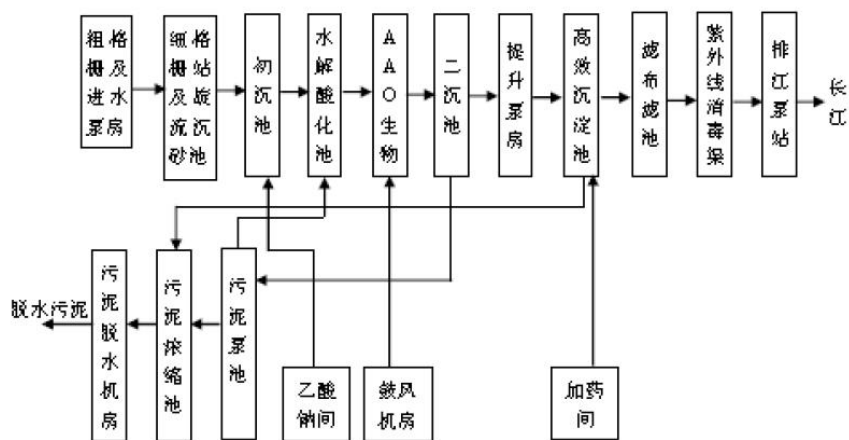 粗格栅及进水泵房
细格栅站及旋流沉砂池
初沉池
水解酸化池
AAO生物
二沉池
提升泵房
高效沉淀池
滤布滤池
紫外线消毒渠
排江泵站
长江
脱水污泥
污泥脱水机房
污泥浓缩池
污泥泵池
乙酸
钠间
鼓风
机房
加药
间